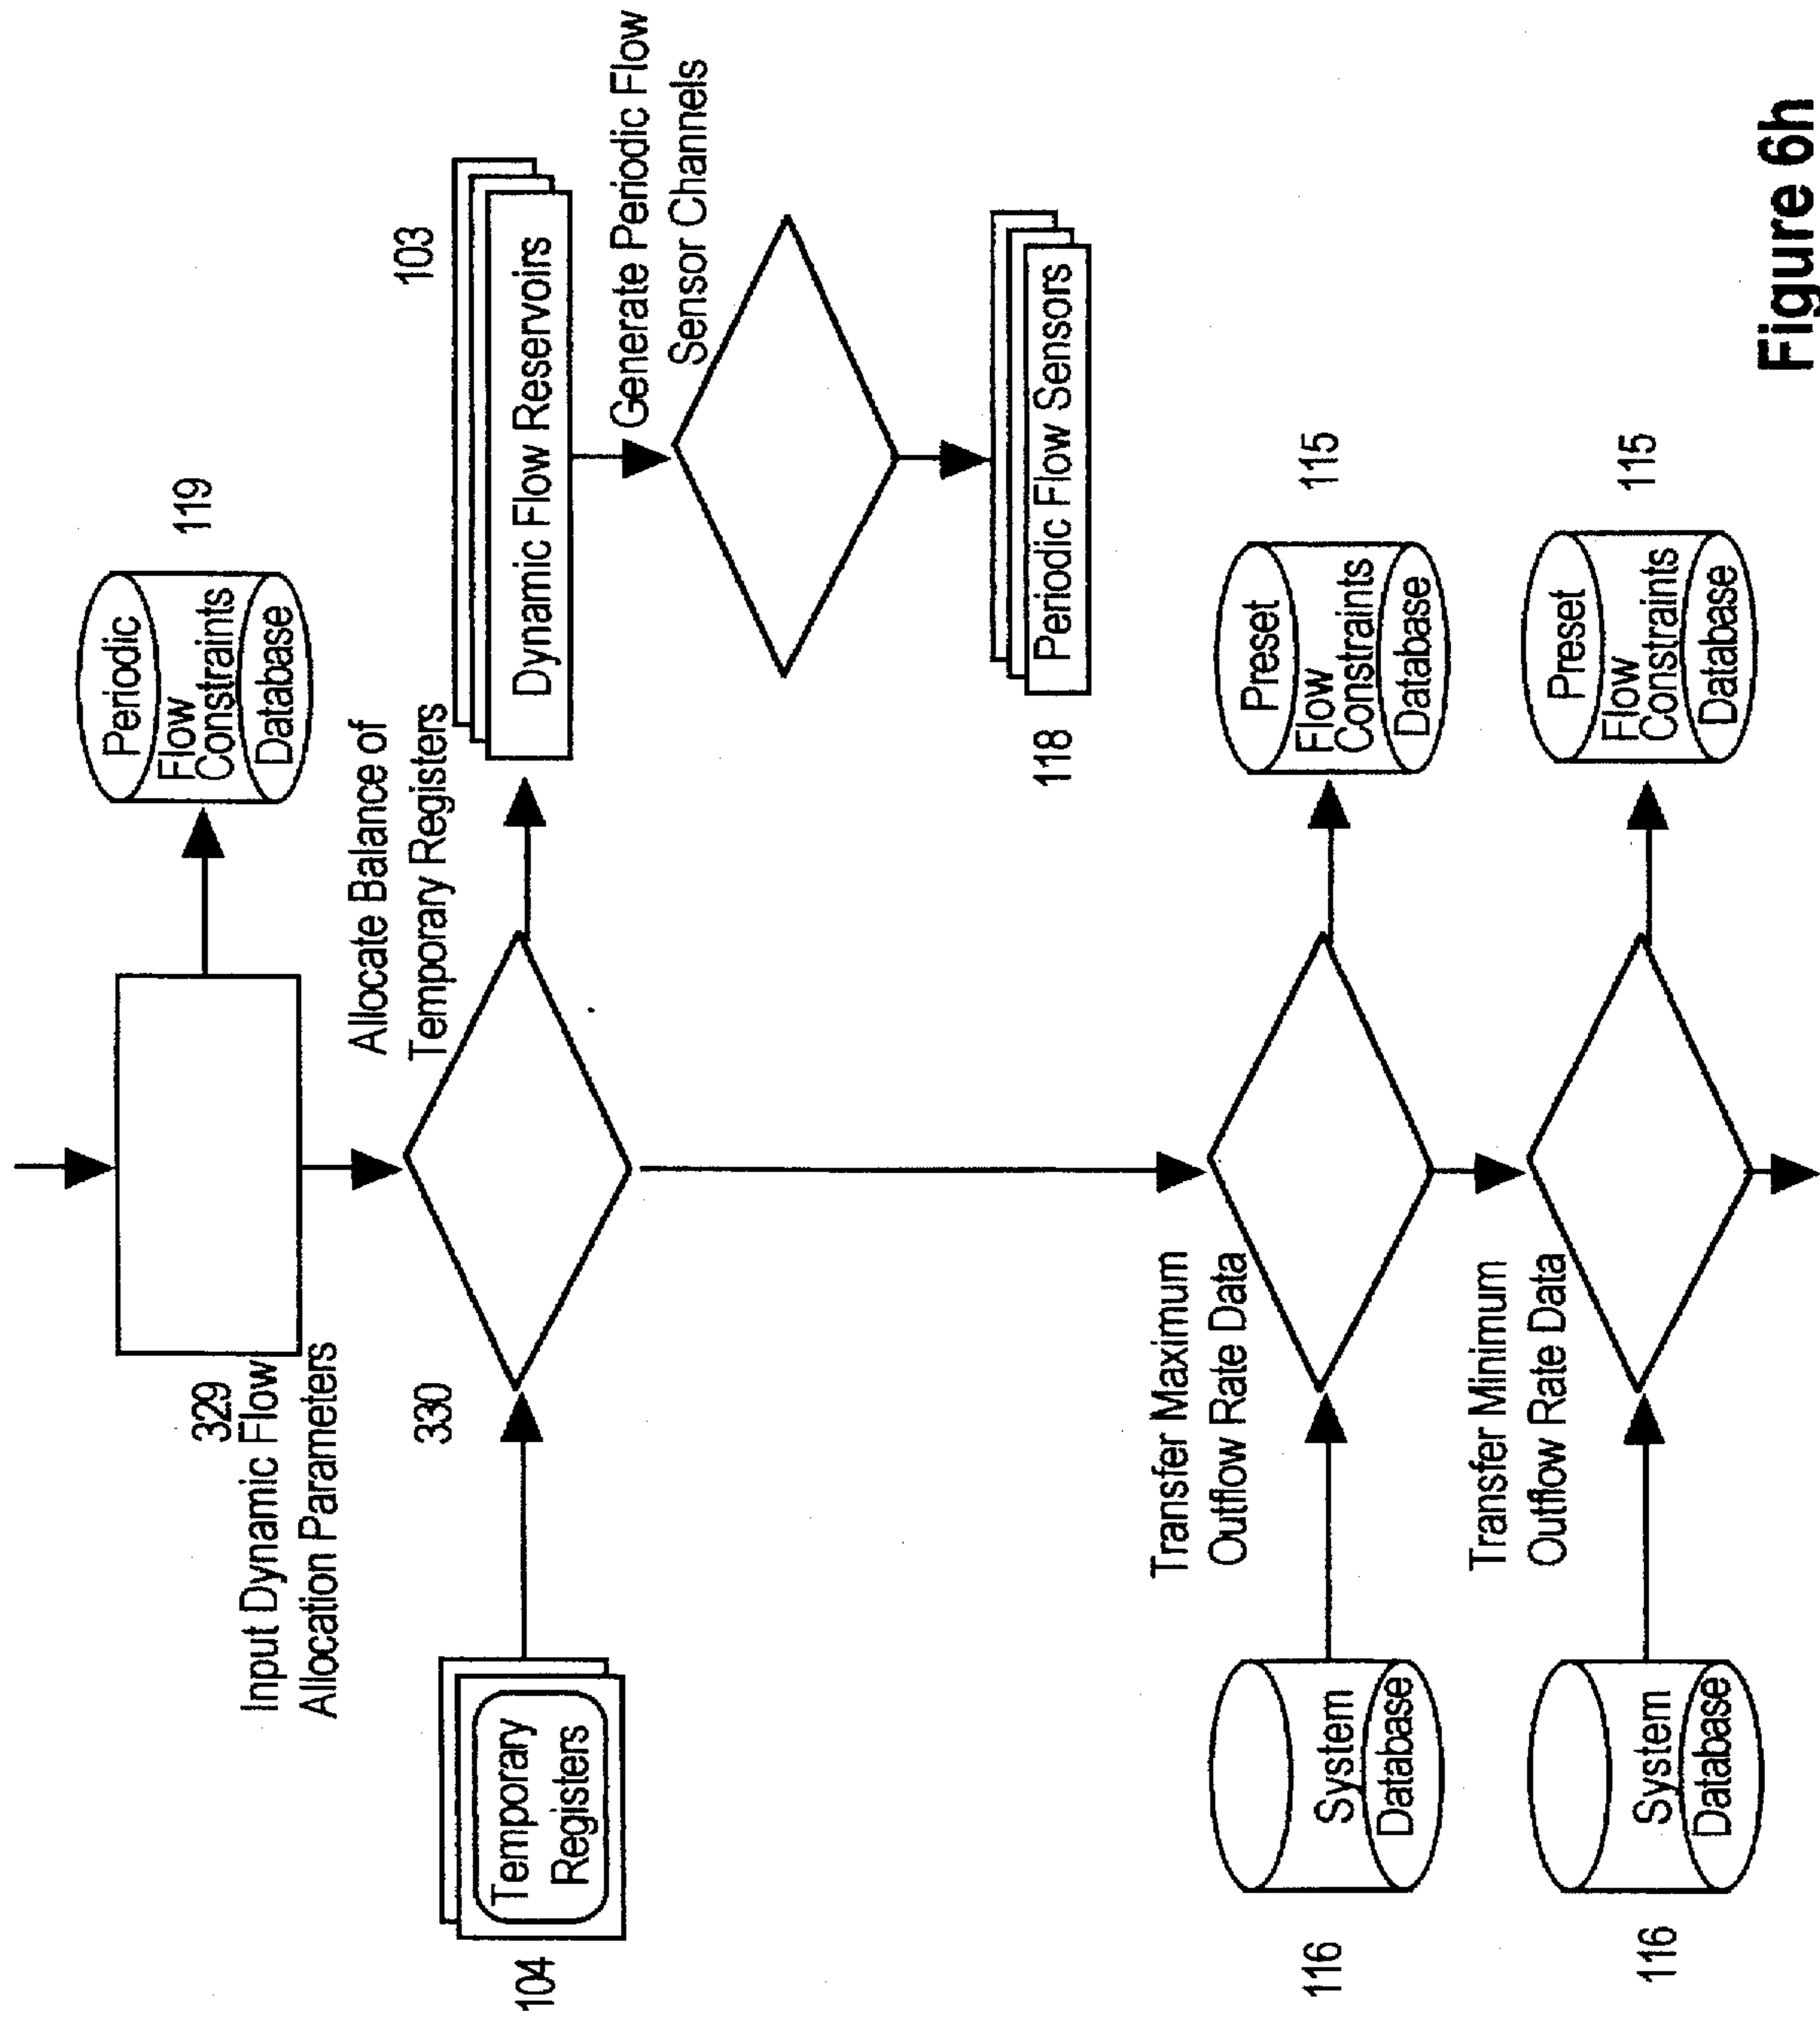 329
Input Dynamic Flow
Allocation Parameters
Periodic
Flow
Constraints
Database
119
104
Temporary
Registers
330
Allocate Balance of
Temporary Registers
103
Dynamic Flow Reservoirs
Generate Periodic Flow
Sensor Channels
118
Periodic Flow Sensors
116
System
Database
Transfer Maximum
Outflow Rate Data
Preset
Flow
Constraints
Database
115
116
System
Database
Transfer Minimum
Outflow Rate Data
Preset
Flow
Constraints
Database
115
Figure 6h